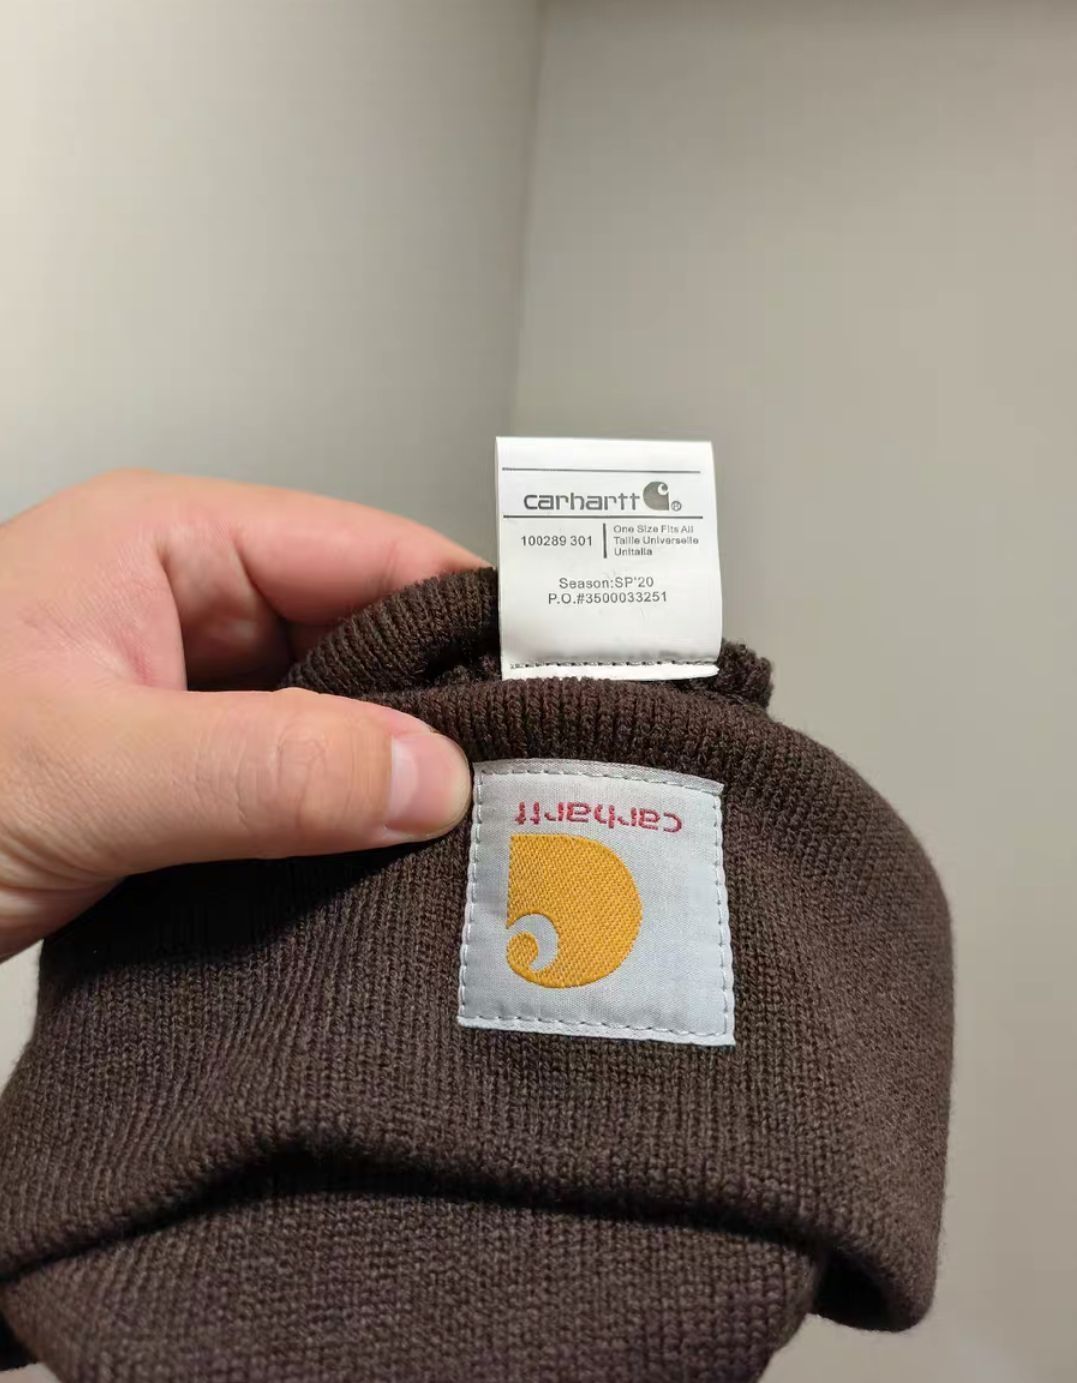 carhartt ®
100289 301
One Size Fits All
Taille Universelle
Unitalla
Season:SP'20
P.O.#3500033251
carhartt